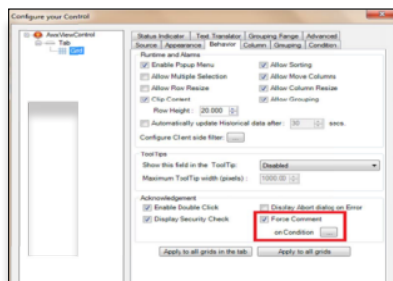 Configure your Control
AwxViewControl
Tab
Grid
Status Indicator Text Translator Grouping Range Advanced
Source Appearance Behavior Column Grouping Condition
Runtime and Alarms
Enable Popup Menu Allow Sorting
Allow Multiple Selection Allow Move Columns
Allow Row Resize Allow Column Resize
Clip Content Allow Grouping
Row Height: 20.000
Automatically update Historical data after: 30 secs.
Configure Client side filter: ...
ToolTips
Show this field in the ToolTip: Disabled
Maximum ToolTip width (pixels): 1000.00
Acknowledgement
Enable Double Click Display Abort dialog on Error
Display Security Check Force Comment
on Condition ...
Apply to all grids in the tab Apply to all grids